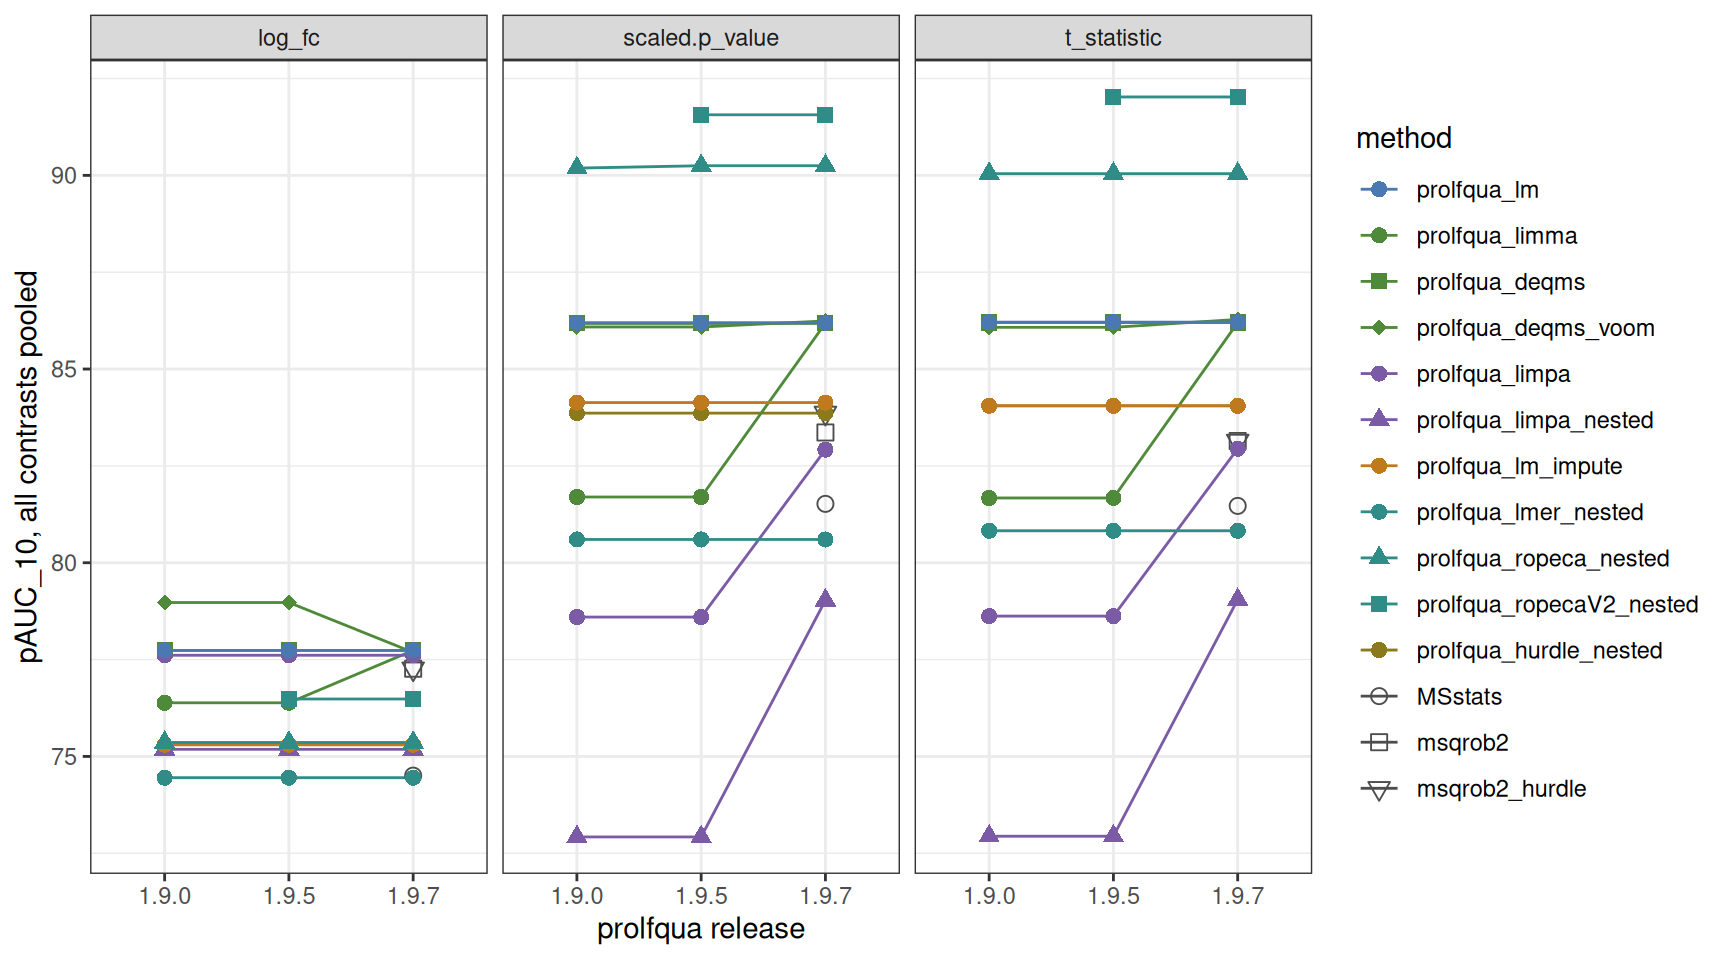 log_fc
scaled.p_value
t_statistic
pAUC_10, all contrasts pooled
90
85
80
75
1.9.0
1.9.5
1.9.7
1.9.0
1.9.5
1.9.7
1.9.0
1.9.5
1.9.7
prolfqua release
method
prolfqua_lm
prolfqua_limma
prolfqua_deqms
prolfqua_deqms_voom
prolfqua_limpa
prolfqua_limpa_nested
prolfqua_lm_impute
prolfqua_lmer_nested
prolfqua_ropeca_nested
prolfqua_ropecaV2_nested
prolfqua_hurdle_nested
MSstats
msqrob2
msqrob2_hurdle